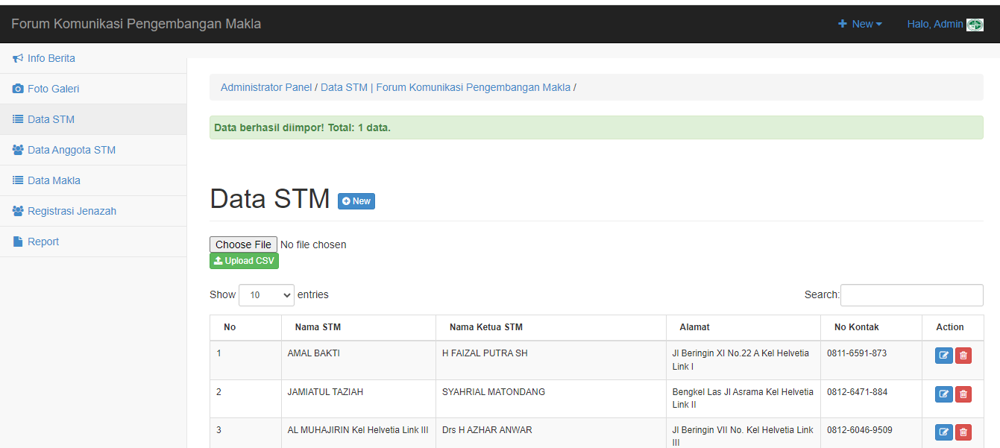 Forum Komunikasi Pengembangan Makla
New
Halo, Admin
Info Berita
Foto Galeri
Data STM
Data Anggota STM
Data Makla
Registrasi Jenazah
Report
Administrator Panel / Data STM | Forum Komunikasi Pengembangan Makla /
Data berhasil diimpor! Total: 1 data.
Data STM
New
Choose File No file chosen
Upload CSV
Show 10 entries
Search:
No Nama STM Nama Ketua STM Alamat No Kontak Action
1 AMAL BAKTI H FAIZAL PUTRA SH Jl Beringin XI No.22 A Kel Helvetia 0811-6591-873
Link I
2 JAMIATUL TAZIAH SYAHRIAL MATONDANG Bengkel Las Jl Asrama Kel Helvetia 0812-6471-884
Link II
3 AL MUHAJIRIN Kel Helvetia Link III Drs H AZHAR ANWAR Jl Beringin VII No. Kel Helvetia Link 0812-6046-9509
III